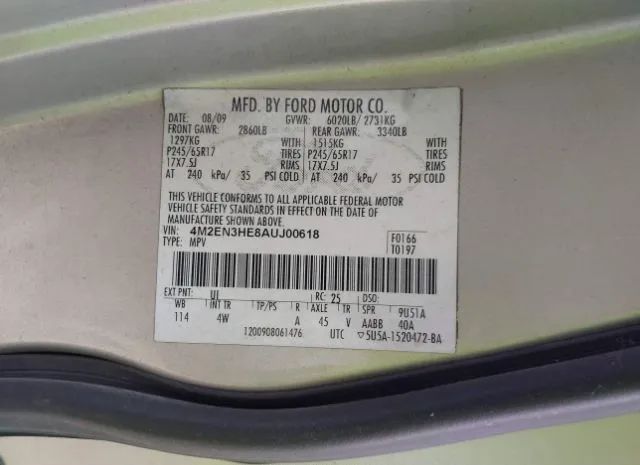 MFD. BY FORD MOTOR CO.
DATE: 08/09 GVWR: 6020LB/ 2731KG
FRONT GAWR: 2860LB REAR GAWR: 3340LB
1297KG WITH 1515KG WITH
P245/65R17 TIRES P245/65R17 TIRES
17X7.5J RIMS 17X7.5J RIMS
AT 240 kPa/ 35 PSI COLD AT 240 kPa/ 35 PSI COLD
THIS VEHICLE CONFORMS TO ALL APPLICABLE FEDERAL MOTOR
VEHICLE SAFETY STANDARDS IN EFFECT ON THE DATE OF
MANUFACTURE SHOWN ABOVE.
VIN: 4M2EN3HE8AUJ00618 F0166
TYPE: MPV T0197
EXT PNT: UI RC: 25 DSO:
WB INT TR TP/PS R AXLE TR SPR 9U51A
114 4W A 45 V AABB 40A
1200908061476 UTC ▽5U5A-1520472-BA